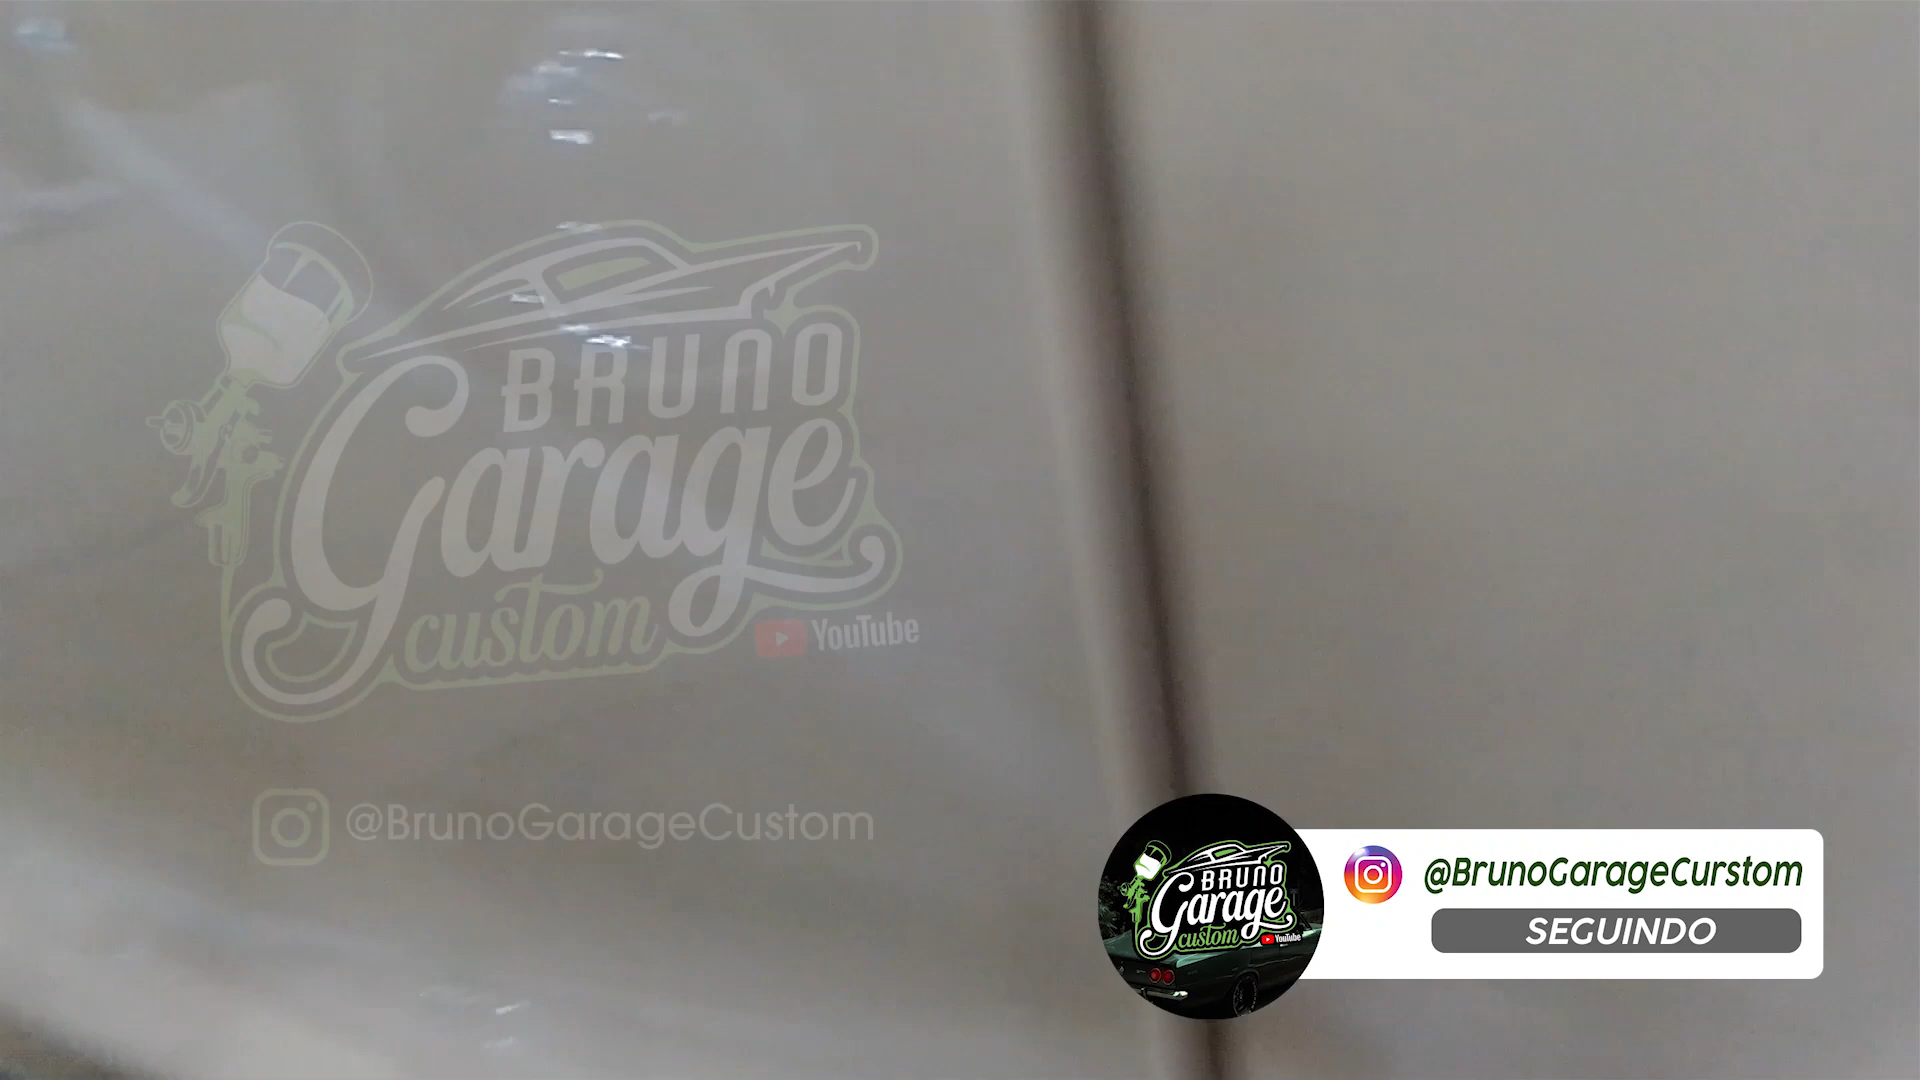 BRUNO
Garage
custom
YouTube
@BrunoGarageCustom
BRUNO
Garage
custom
YouTube
@BrunoGarageCurstom
SEGUINDO